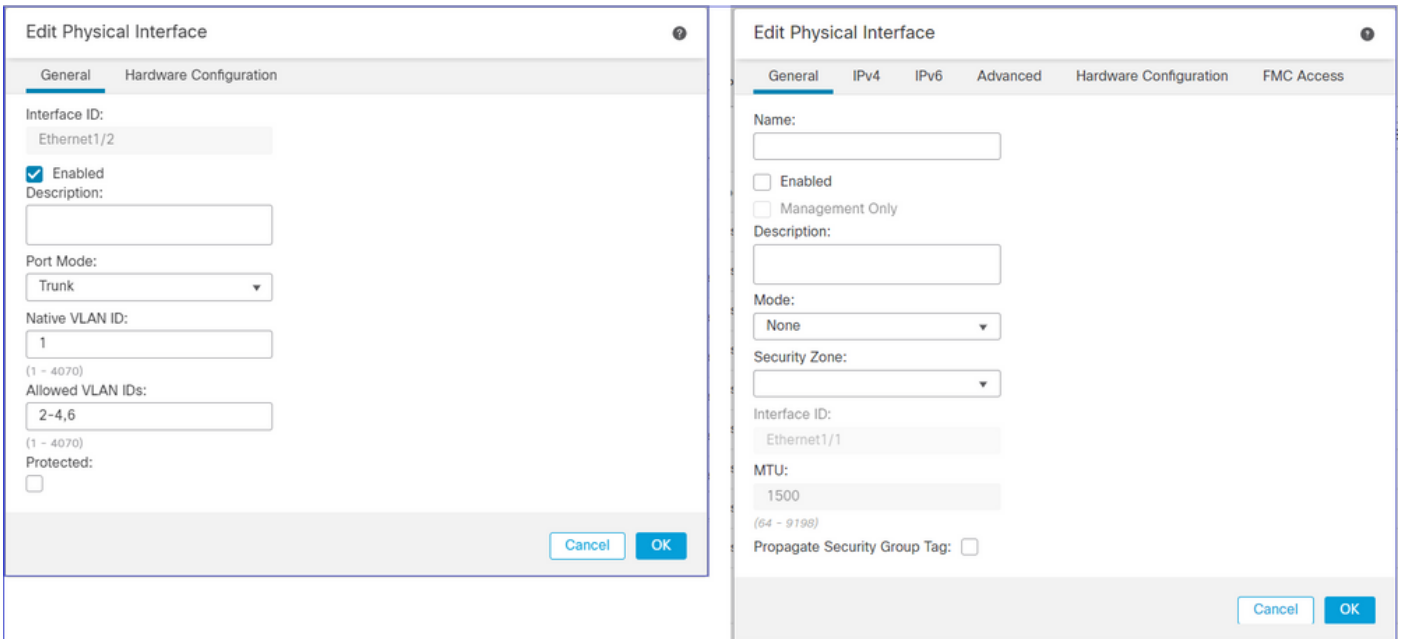 Edit Physical Interface
General Hardware Configuration
Interface ID:
Ethernet1/2
Enabled
Description:
Port Mode:
Trunk
Native VLAN ID:
1
(1 - 4070)
Allowed VLAN IDs:
2-4,6
(1 - 4070)
Protected:
Cancel OK
Edit Physical Interface
General IPv4 IPv6 Advanced Hardware Configuration FMC Access
Name:
Enabled
Management Only
Description:
Mode:
None
Security Zone:
Interface ID:
Ethernet1/1
MTU:
1500
(64 - 9198)
Propagate Security Group Tag:
Cancel OK